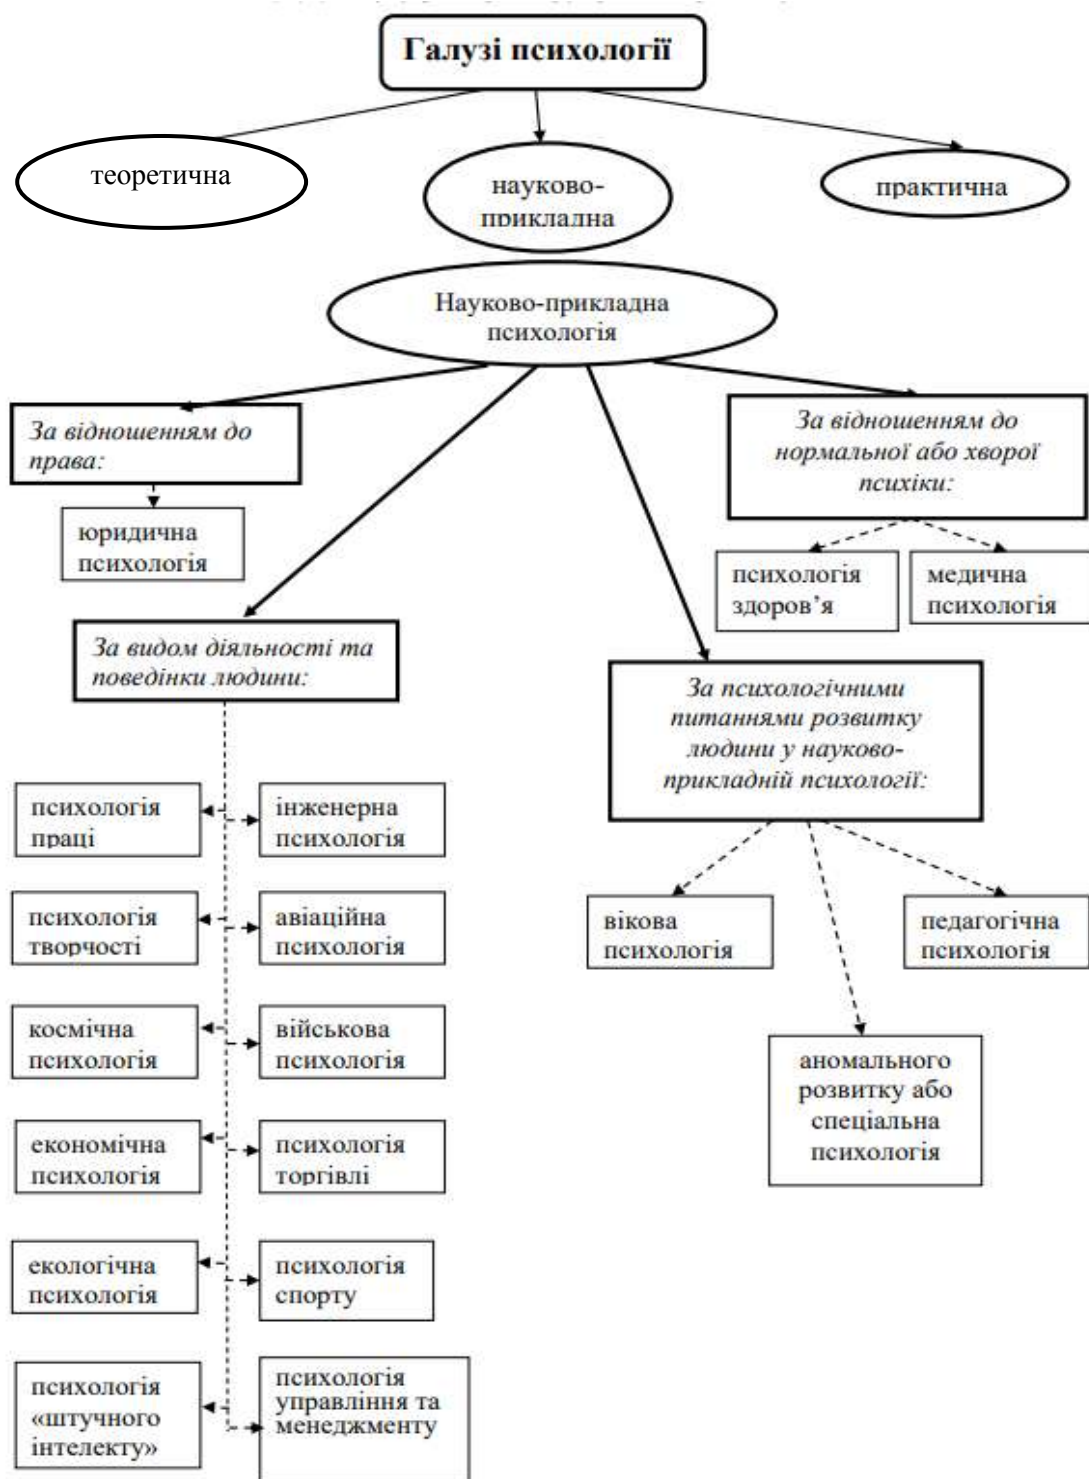 Галузі психології
теоретична
науково-
прикладна
практична
Науково-прикладна
психологія
За відношенням до
права:
юридична
психологія
За відношенням до
нормальної або хворої
психіки:
психологія
здоров’я
медична
психологія
За видом діяльності та
поведінки людини:
психологія
праці
інженерна
психологія
психологія
творчості
авіаційна
психологія
космічна
психологія
військова
психологія
економічна
психологія
психологія
торгівлі
екологічна
психологія
психологія
спорту
психологія
«штучного
інтелекту»
психологія
управління та
менеджменту
За психологічними
питаннями розвитку
людини у науково-
прикладній психології:
вікова
психологія
педагогічна
психологія
аномального
розвитку або
спеціальна
психологія